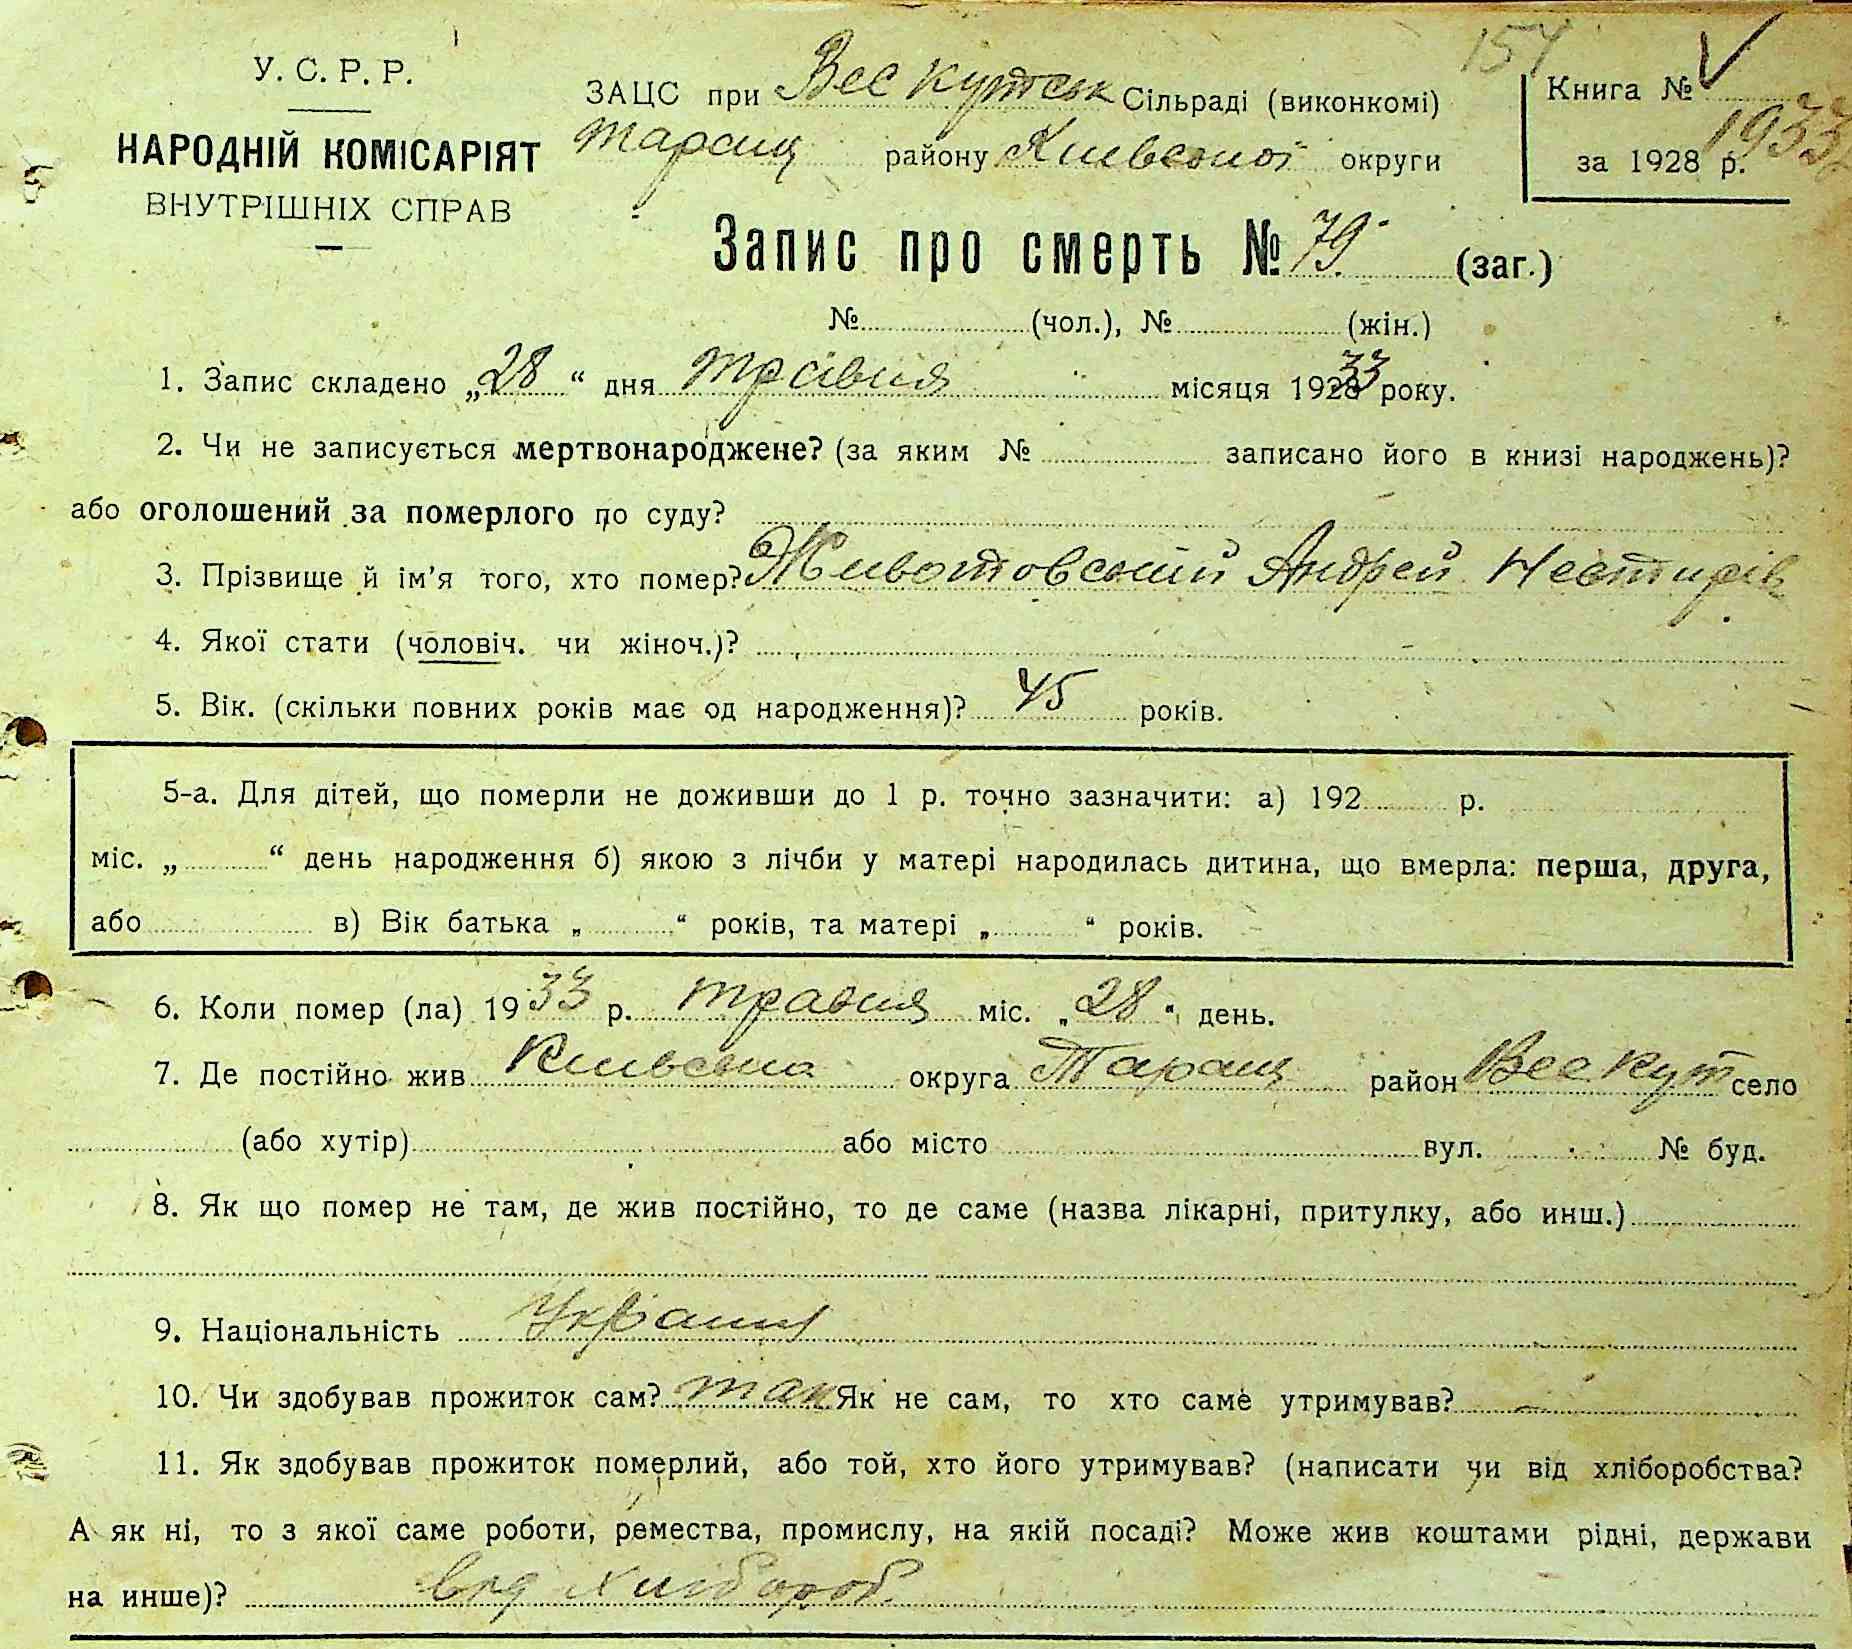 154 V
У. С. Р. Р.
НАРОДНІЙ КОМІСАРІЯТ
ВНУТРІШНІХ СПРАВ
ЗАЦС при Вес Кутськ Сільраді (виконкомі)
Таращ району Київської округи
Книга №
за 1928 р. 1933
Запис про смерть № 79. (заг.)
№ (чол.), № (жін.)
1. Запис складено „28“ дня травня місяця 192833 року.
2. Чи не записується мертвонароджене? (за яким № записано його в книзі народжень)?
або оголошений за померлого по суду?
3. Прізвище й ім'я того, хто помер? Животовський Андрей Нестирів
4. Якої стати (чоловіч. чи жіноч.)?
5. Вік. (скільки повних років має од народження)? 45 років.
5-а. Для дітей, що померли не доживши до 1 р. точно зазначити: а) 192 р.
міс. „ “ день народження б) якою з лічби у матері народилась дитина, що вмерла: перша, друга,
або в) Вік батька „ “ років, та матері „ “ років.
6. Коли помер (ла) 1933 р. травня міс. „28“ день.
7. Де постійно жив Київська округа Таращ район Вес Кут село
(або хутір) або місто вул. № буд.
8. Як що помер не там, де жив постійно, то де саме (назва лікарні, притулку, або инш.)
9. Національність
10. Чи здобував прожиток сам? так Як не сам, то хто саме утримував? —
11. Як здобував прожиток померлий, або той, хто його утримував? (написати чи від хліборобства?
А як ні, то з якої саме роботи, ремества, промислу, на якій посаді? Може жив коштами рідні, держави
на инше)? від хлібороб.